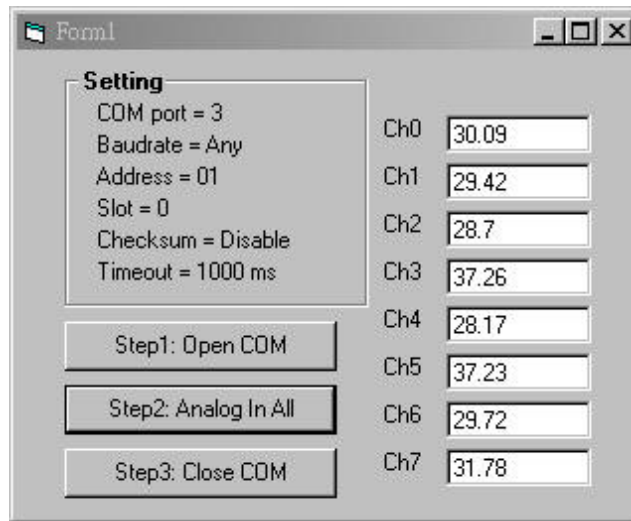 Form1
Setting
COM port = 3
Baudrate = Any
Address = 01
Slot = 0
Checksum = Disable
Timeout = 1000 ms
Step1: Open COM
Step2: Analog In All
Step3: Close COM
Ch0 30.09
Ch1 29.42
Ch2 28.7
Ch3 37.26
Ch4 28.17
Ch5 37.23
Ch6 29.72
Ch7 31.78